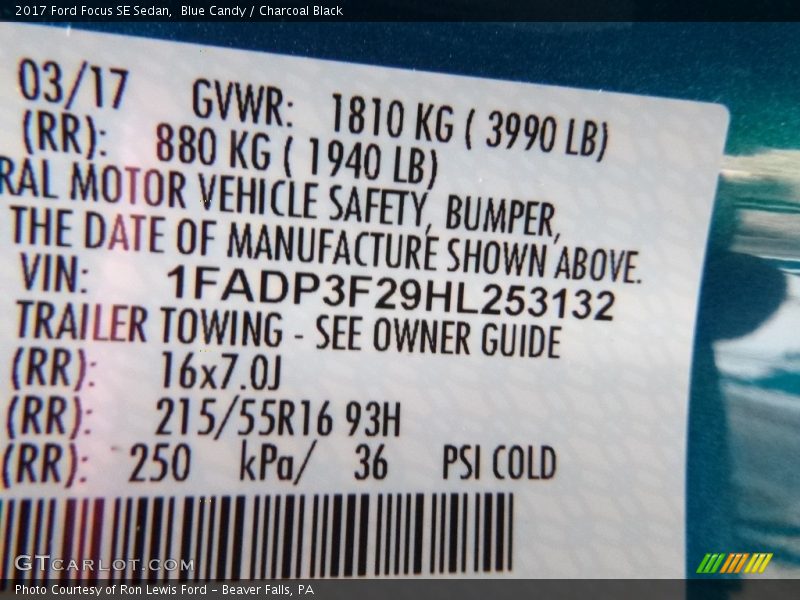 2017 Ford Focus SE Sedan,  Blue Candy / Charcoal Black
03/17 GVWR: 1810 KG ( 3990 LB)
(RR): 880 KG ( 1940 LB)
RAL MOTOR VEHICLE SAFETY, BUMPER,
THE DATE OF MANUFACTURE SHOWN ABOVE.
VIN: 1FADP3F29HL253132
TRAILER TOWING - SEE OWNER GUIDE
(RR): 16x7.0J
(RR): 215/55R16 93H
(RR): 250 kPa/ 36 PSI COLD
GTcarlot.com
Photo Courtesy of Ron Lewis Ford - Beaver Falls, PA